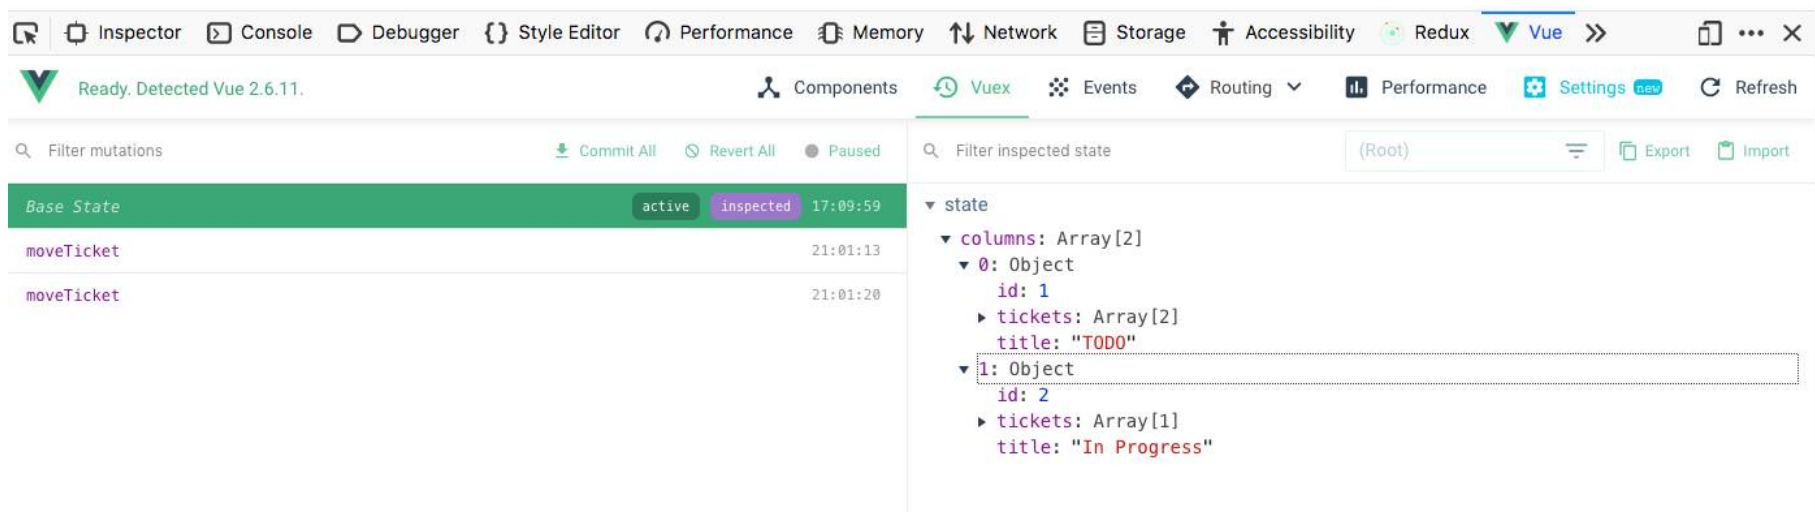 Inspector Console Debugger {} Style Editor Performance Memory Network Storage Accessibility Redux Vue
Ready. Detected Vue 2.6.11. Components Vuex Events Routing Performance Settings new Refresh
Filter mutations Commit All Revert All Paused Filter inspected state (Root) Export Import
Base State active inspected 17:09:59
moveTicket 21:01:13
moveTicket 21:01:20
state
columns: Array[2]
0: Object
id: 1
tickets: Array[2]
title: "TODO"
1: Object
id: 2
tickets: Array[1]
title: "In Progress"